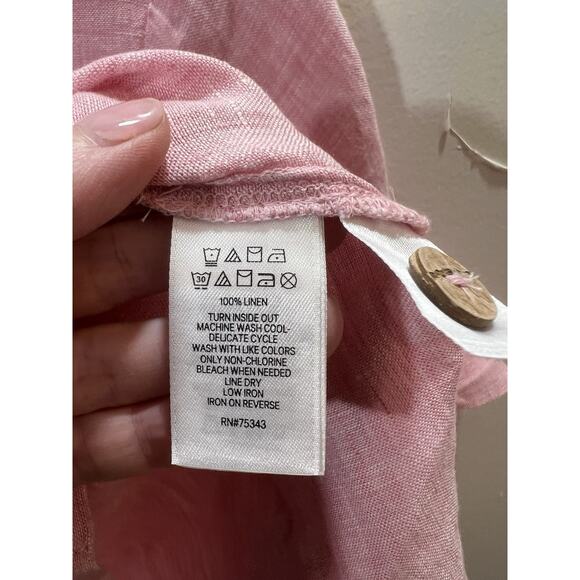 30
100% LINEN
TURN INSIDE OUT
MACHINE WASH COOL-
DELICATE CYCLE
WASH WITH LIKE COLORS
ONLY NON-CHLORINE
BLEACH WHEN NEEDED
LINE DRY
LOW IRON
IRON ON REVERSE
RN#75343